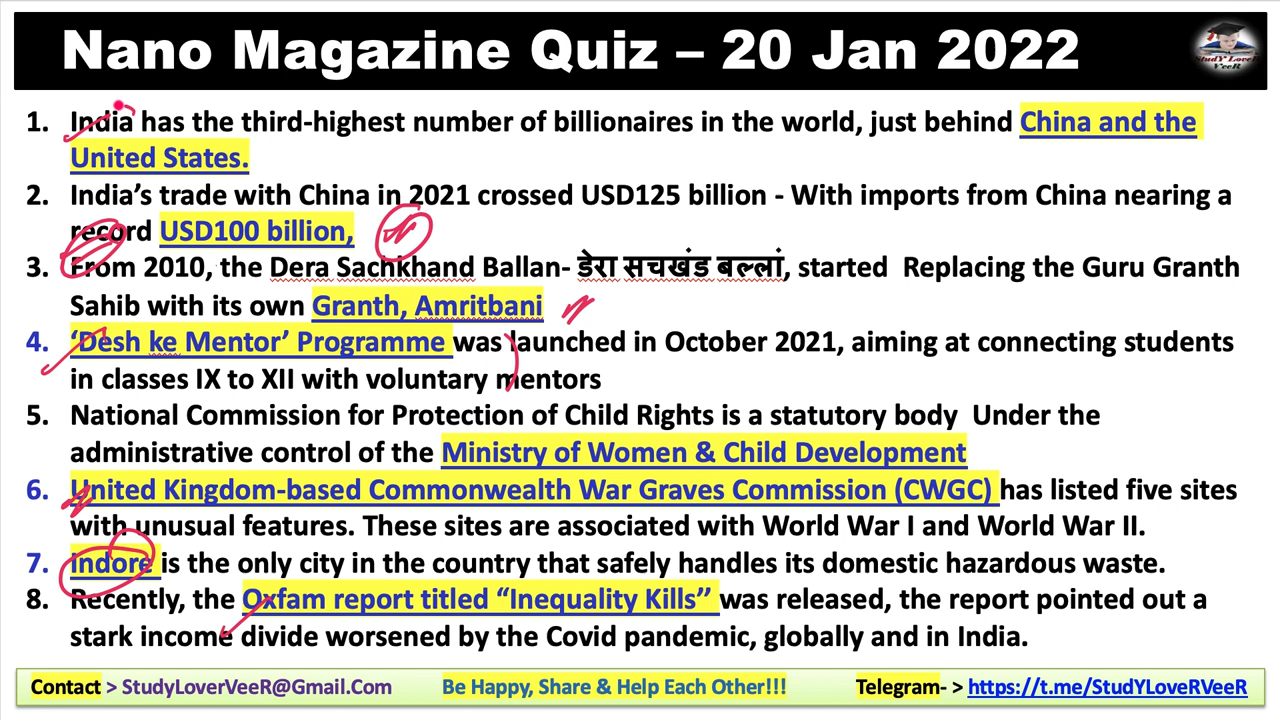 Nano Magazine Quiz – 20 Jan 2022
StudY LoveR
VeeR
1. India has the third-highest number of billionaires in the world, just behind China and the
United States.
2. India’s trade with China in 2021 crossed USD125 billion - With imports from China nearing a
record USD100 billion,
3. From 2010, the Dera Sachkhand Ballan- डेरा सचखंड बल्लां, started Replacing the Guru Granth
Sahib with its own Granth, Amritbani
4. ‘Desh ke Mentor’ Programme was launched in October 2021, aiming at connecting students
in classes IX to XII with voluntary mentors
5. National Commission for Protection of Child Rights is a statutory body Under the
administrative control of the Ministry of Women & Child Development
6. United Kingdom-based Commonwealth War Graves Commission (CWGC) has listed five sites
with unusual features. These sites are associated with World War I and World War II.
7. Indore is the only city in the country that safely handles its domestic hazardous waste.
8. Recently, the Oxfam report titled “Inequality Kills” was released, the report pointed out a
stark income divide worsened by the Covid pandemic, globally and in India.
Contact > StudyLoverVeeR@Gmail.Com Be Happy, Share & Help Each Other!!! Telegram- > https://t.me/StudYLoveRVeeR